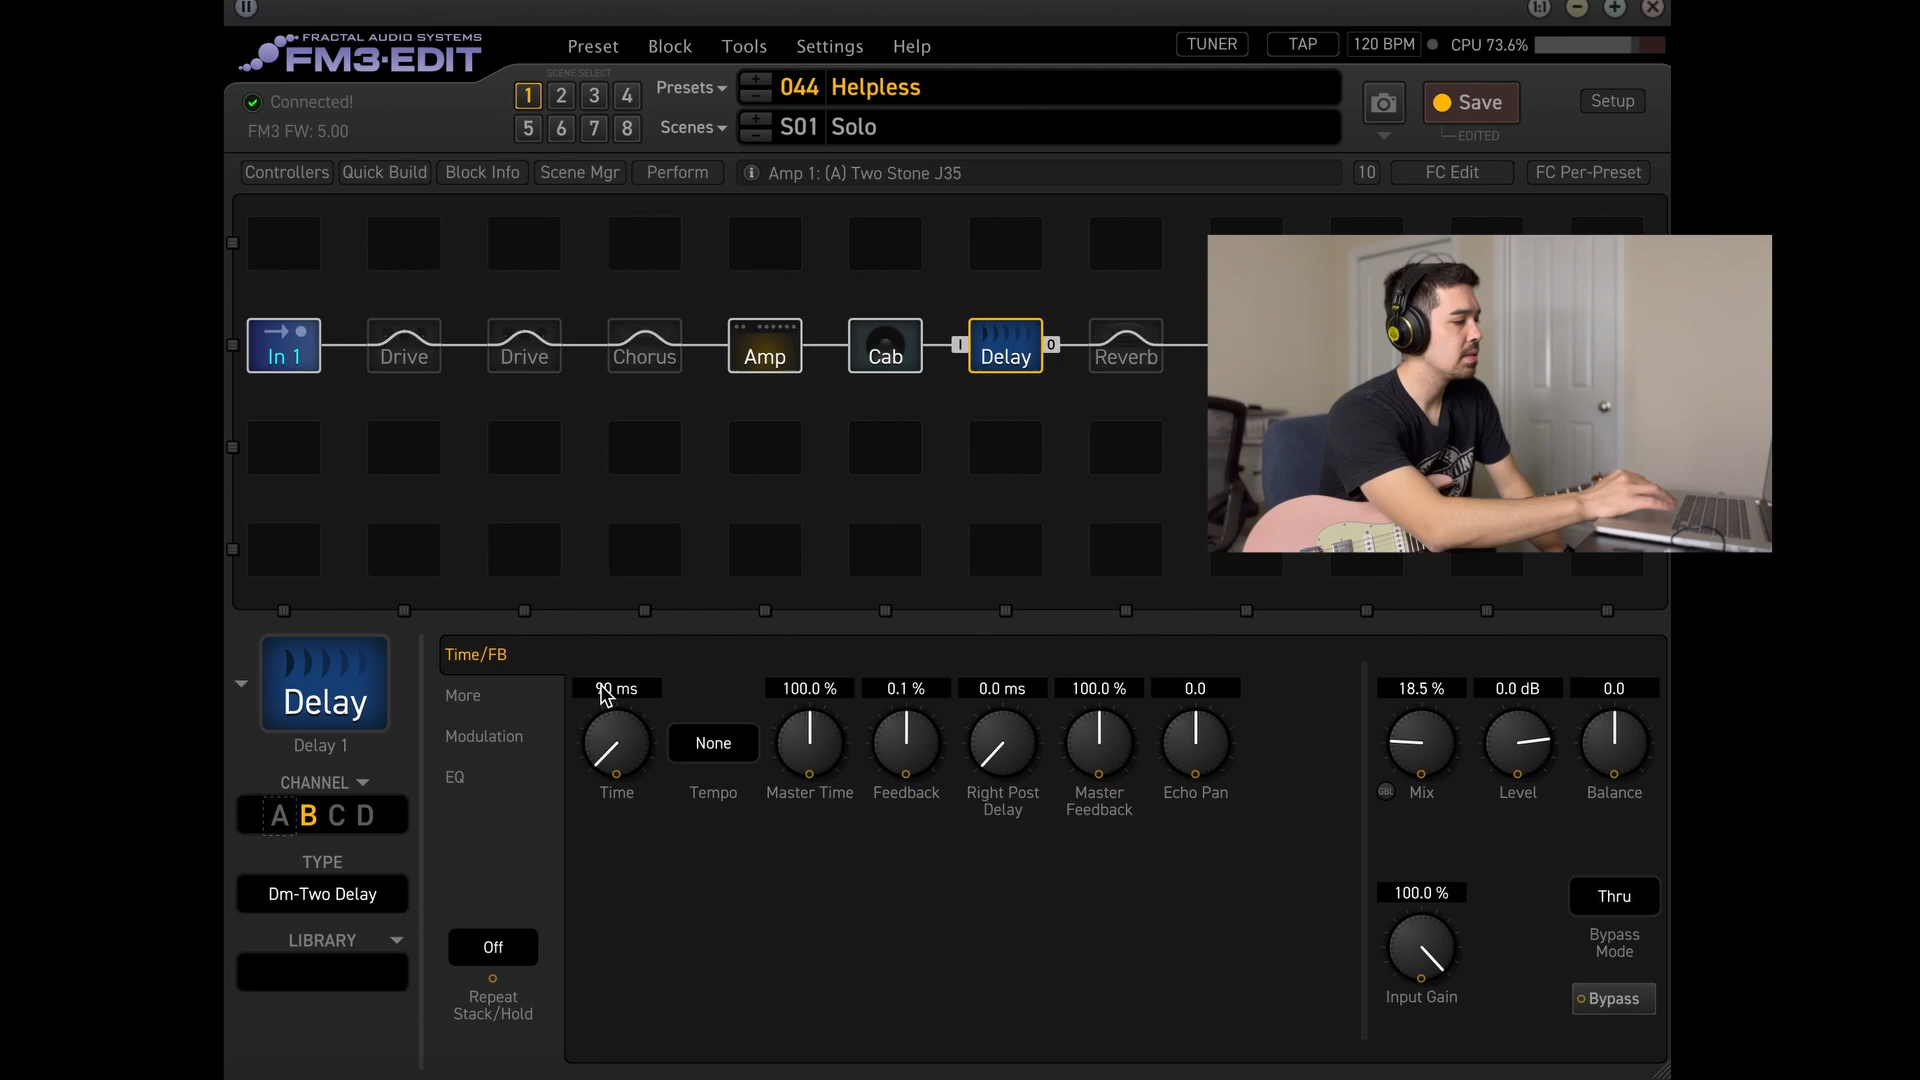 1:1
FRACTAL AUDIO SYSTEMS
FM3-EDIT
Preset Block Tools Settings Help
TUNER TAP 120 BPM CPU 73.6%
SCENE SELECT
1 2 3 4
5 6 7 8
Presets 044 Helpless
Scenes S01 Solo
Connected!
FM3 FW: 5.00
Save
EDITED
Setup
Controllers Quick Build Block Info Scene Mgr Perform
Amp 1: (A) Two Stone J35
10 FC Edit FC Per-Preset
In 1 Drive Drive Chorus Amp Cab I Delay O Reverb
Delay
Delay 1
CHANNEL
A B C D
TYPE
Dm-Two Delay
LIBRARY
Time/FB
More
Modulation
EQ
Off
Repeat
Stack/Hold
90 ms 100.0 % 0.1 % 0.0 ms 100.0 % 0.0
None
Time Tempo Master Time Feedback Right Post Delay Master Feedback Echo Pan
18.5 % 0.0 dB 0.0
GBL
Mix Level Balance
100.0 %
Input Gain
Thru
Bypass
Mode
Bypass